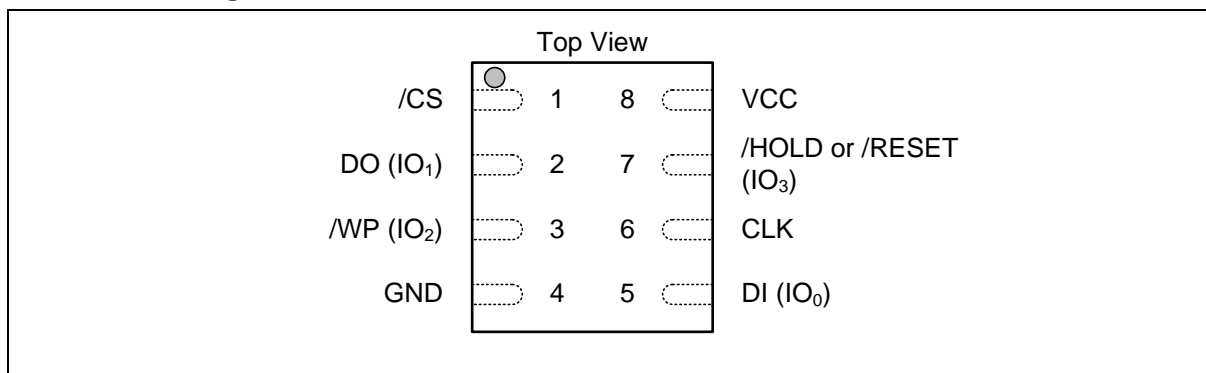 Top View
/CS 1 8 VCC
DO (IO₁) 2 7 /HOLD or /RESET
(IO₃)
/WP (IO₂) 3 6 CLK
GND 4 5 DI (IO₀)